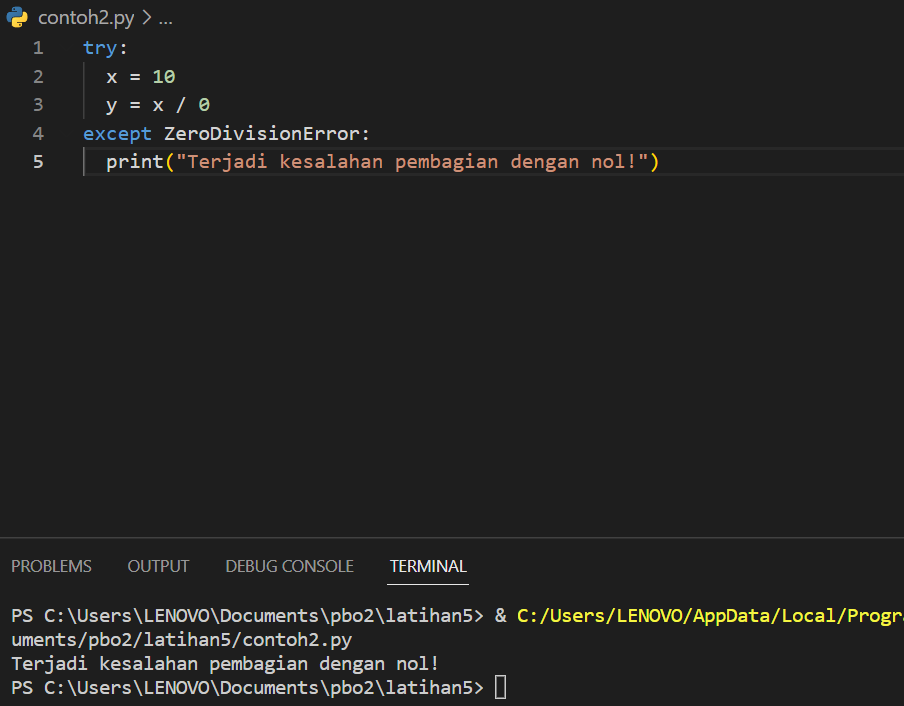 contoh2.py > ...
1 try:
2   x = 10
3   y = x / 0
4 except ZeroDivisionError:
5   print("Terjadi kesalahan pembagian dengan nol!")
PROBLEMS OUTPUT DEBUG CONSOLE TERMINAL
PS C:\Users\LENOVO\Documents\pbo2\latihan5> & C:/Users/LENOVO/AppData/Local/Progr
uments/pbo2/latihan5/contoh2.py
Terjadi kesalahan pembagian dengan nol!
PS C:\Users\LENOVO\Documents\pbo2\latihan5>